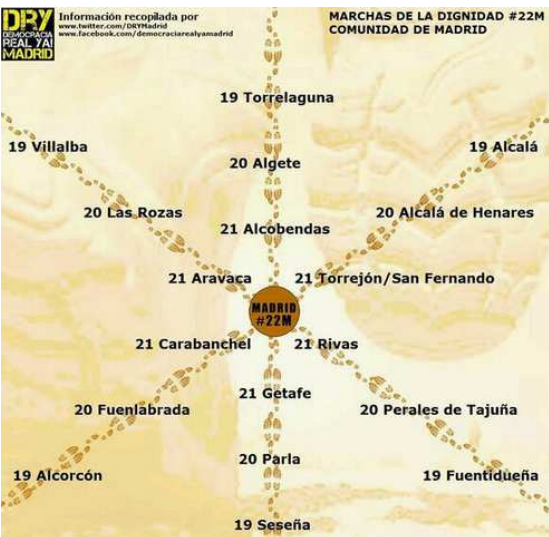 DRY
DEMOCRACIA
REAL YA!
MADRID
Información recopilada por
www.twitter.com/DRYMadrid
www.facebook.com/democraciarealyamadrid
MARCHAS DE LA DIGNIDAD #22M
COMUNIDAD DE MADRID
19 Torrelaguna
19 Villalba
19 Alcalá
20 Algete
20 Las Rozas
20 Alcalá de Henares
21 Alcobendas
21 Aravaca
21 Torrejón/San Fernando
MADRID
#22M
21 Carabanchel
21 Rivas
21 Getafe
20 Fuenlabrada
20 Perales de Tajuña
20 Parla
19 Alcorcón
19 Fuentidueña
19 Seseña